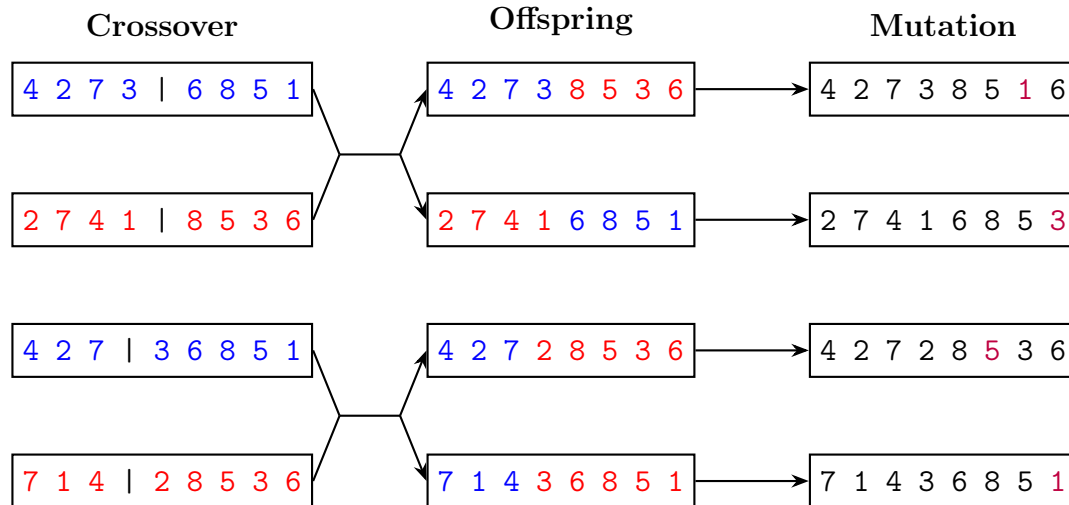 Crossover Offspring Mutation
4 2 7 3 | 6 8 5 1 4 2 7 3 8 5 3 6 4 2 7 3 8 5 1 6
2 7 4 1 | 8 5 3 6 2 7 4 1 6 8 5 1 2 7 4 1 6 8 5 3
4 2 7 | 3 6 8 5 1 4 2 7 2 8 5 3 6 4 2 7 2 8 5 3 6
7 1 4 | 2 8 5 3 6 7 1 4 3 6 8 5 1 7 1 4 3 6 8 5 1